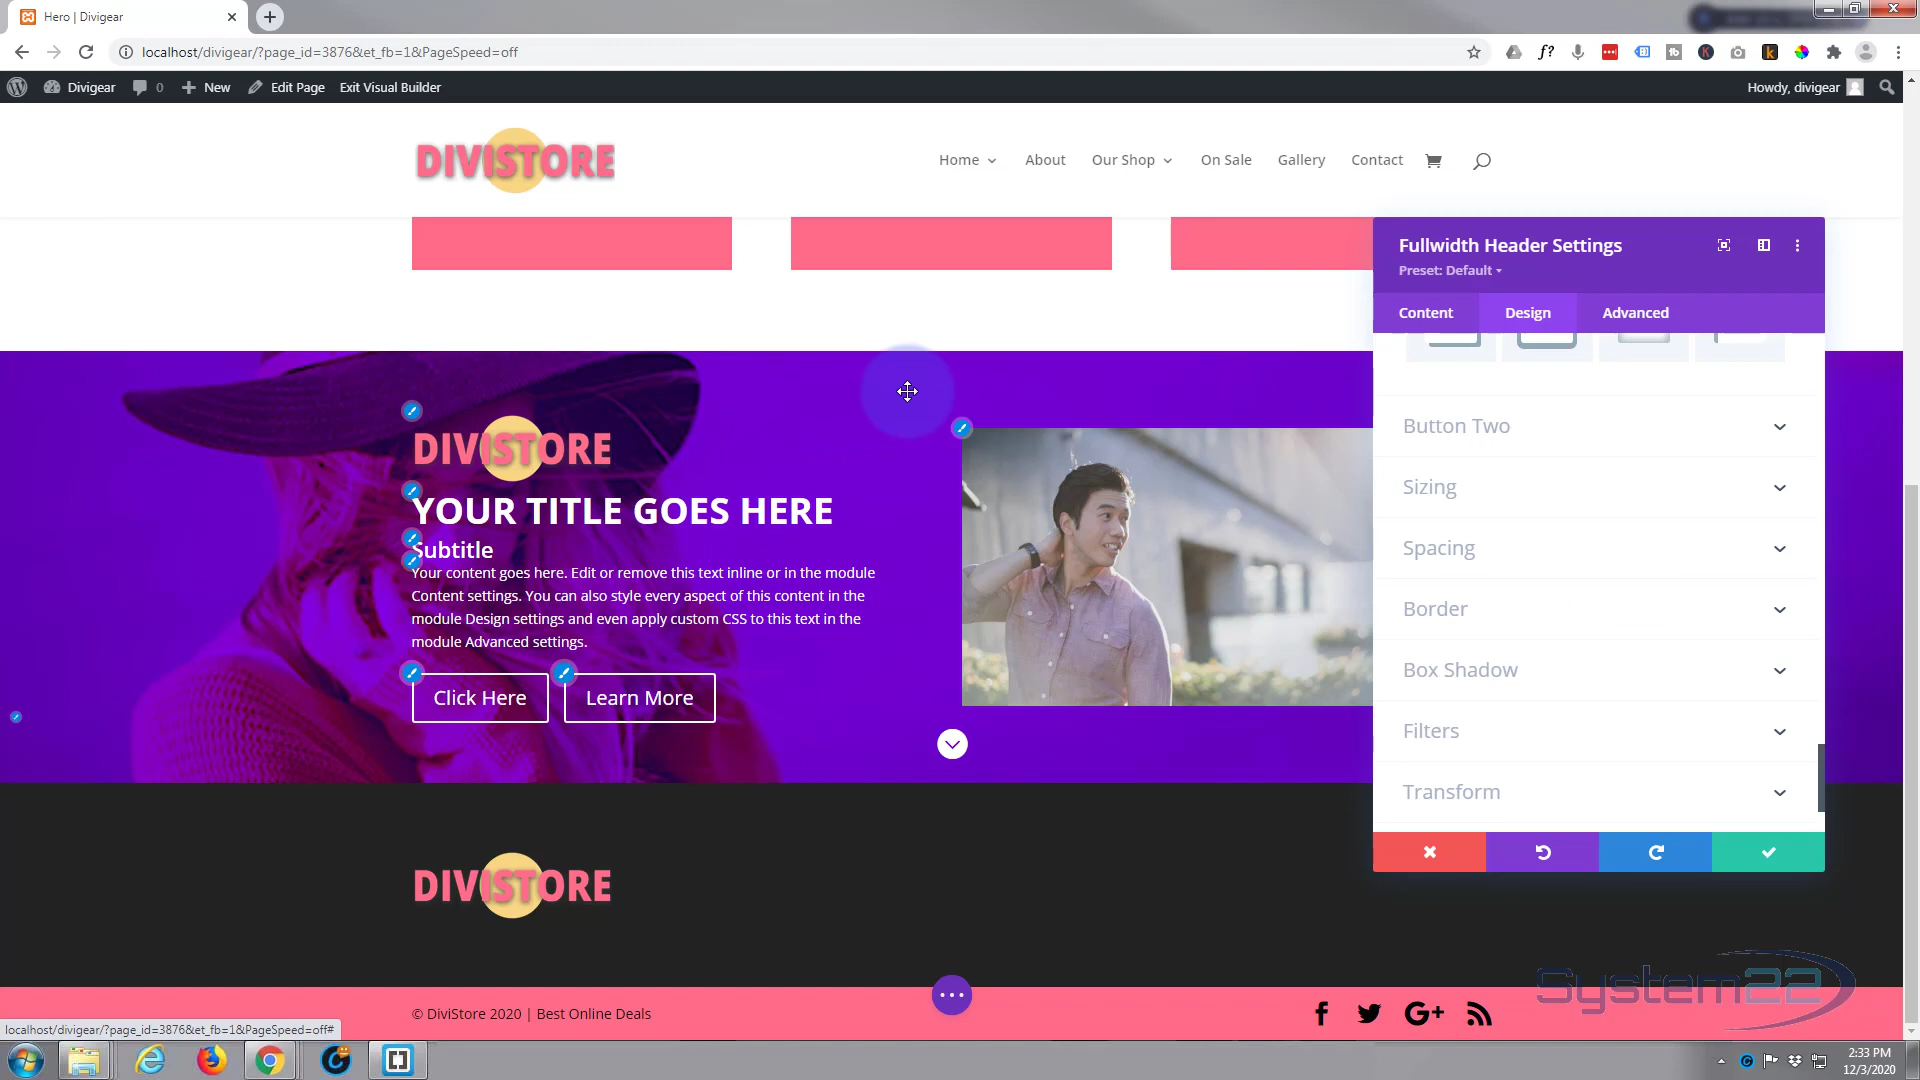 Hero | Divigear
localhost/divigear/?page_id=3876&et_fb=1&PageSpeed=off
Divigear
0
New
Edit Page
Exit Visual Builder
Howdy, divigear
DIVISTORE
Home
About
Our Shop
On Sale
Gallery
Contact
Fullwidth Header Settings
Preset: Default
Content
Design
Advanced
DIVISTORE
YOUR TITLE GOES HERE
Subtitle
Your content goes here. Edit or remove this text inline or in the module
Content settings. You can also style every aspect of this content in the
module Design settings and even apply custom CSS to this text in the
module Advanced settings.
Click Here
Learn More
Button Two
Sizing
Spacing
Border
Box Shadow
Filters
Transform
DIVISTORE
System22
© DiviStore 2020 | Best Online Deals
localhost/divigear/?page_id=3876&et_fb=1&PageSpeed=off#
2:33 PM
12/3/2020